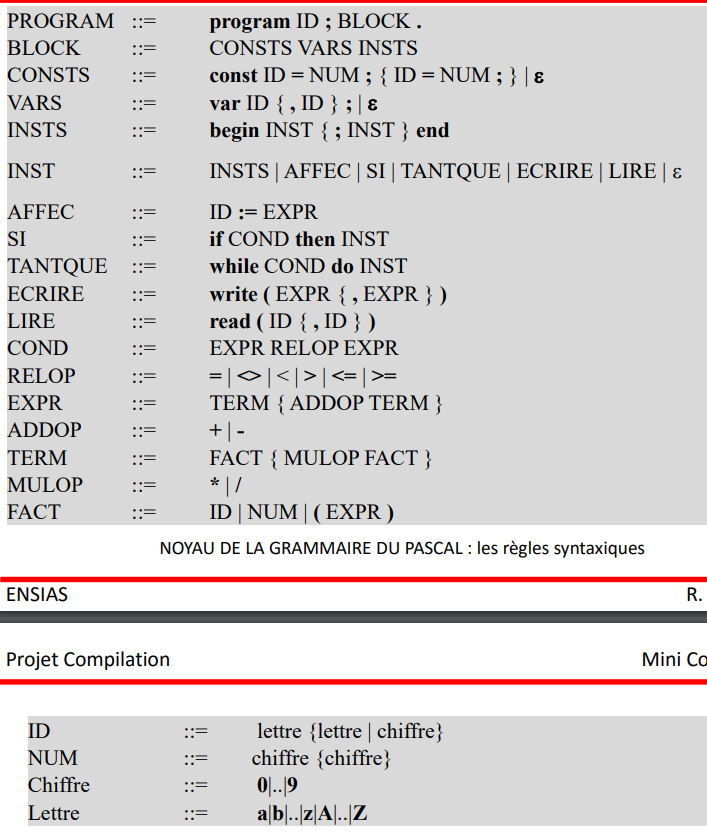 PROGRAM ::= program ID ; BLOCK .
BLOCK ::= CONSTS VARS INSTS
CONSTS ::= const ID = NUM ; { ID = NUM ; } | ε
VARS ::= var ID { , ID } ; | ε
INSTS ::= begin INST { ; INST } end
INST ::= INSTS | AFFEC | SI | TANTQUE | ECRIRE | LIRE | ε
AFFEC ::= ID := EXPR
SI ::= if COND then INST
TANTQUE ::= while COND do INST
ECRIRE ::= write ( EXPR { , EXPR } )
LIRE ::= read ( ID { , ID } )
COND ::= EXPR RELOP EXPR
RELOP ::= = | <> | < | > | <= | >=
EXPR ::= TERM { ADDOP TERM }
ADDOP ::= + | -
TERM ::= FACT { MULOP FACT }
MULOP ::= * | /
FACT ::= ID | NUM | ( EXPR )
NOYAU DE LA GRAMMAIRE DU PASCAL : les règles syntaxiques
ENSIAS R.
Projet Compilation Mini Co
ID ::= lettre {lettre | chiffre}
NUM ::= chiffre {chiffre}
Chiffre ::= 0|..|9
Lettre ::= a|b|..|z|A|..|Z